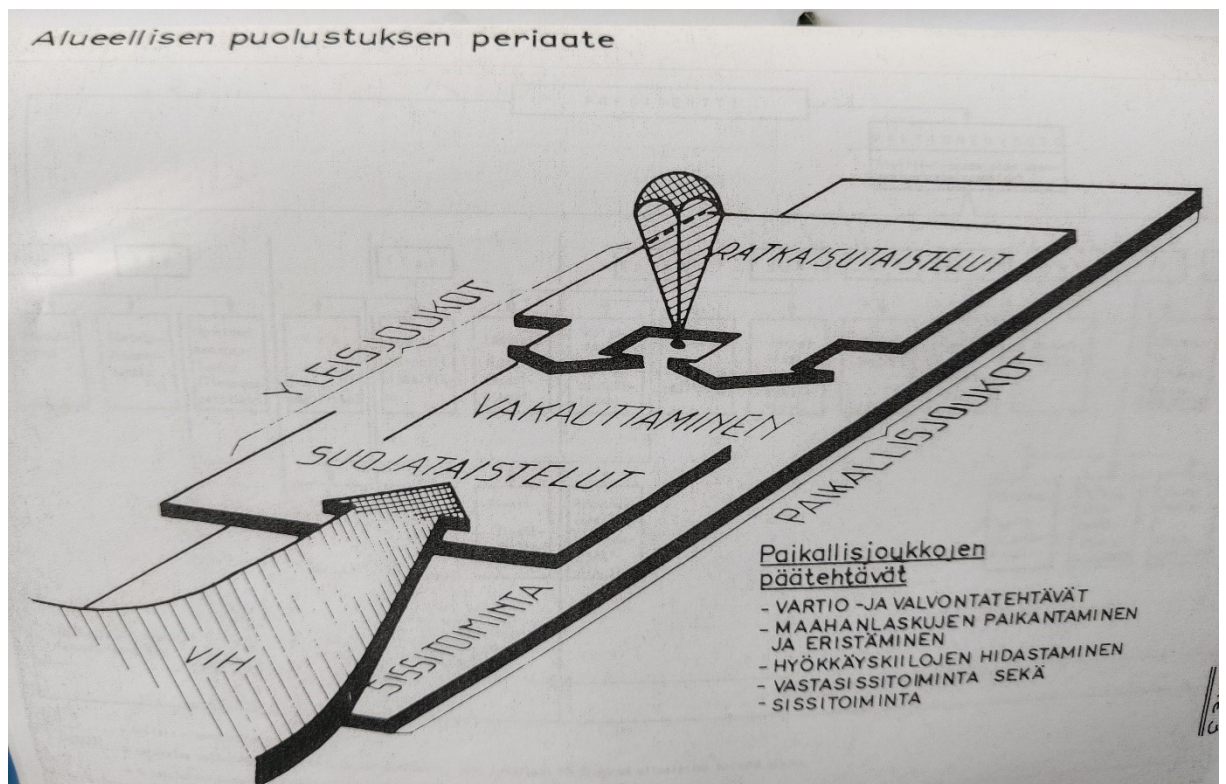 Alueellisen puolustuksen periaate
RATKAISUTAISTELUT
YLEISJOUKOT
VAKAUTTAMINEN
SUOJATAISTELUT
PAIKALLISJOUKOT
VIH.
SISSITOIMINTA
Paikallisjoukkojen
päätehtävät
- VARTIO -JA VALVONTATEHTÄVÄT
- MAAHANLASKUJEN PAIKANTAMINEN
JA ERISTÄMINEN
- HYÖKKÄYSKIILOJEN HIDASTAMINEN
- VASTASISSITOIMINTA SEKÄ
- SISSITOIMINTA